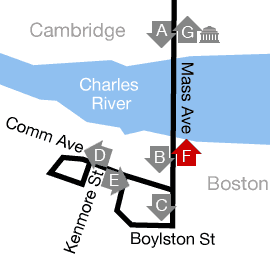 Cambridge
A
G
Charles
River
Mass Ave
Comm Ave
D
B
F
Kenmore St
E
C
Boston
Boylston St